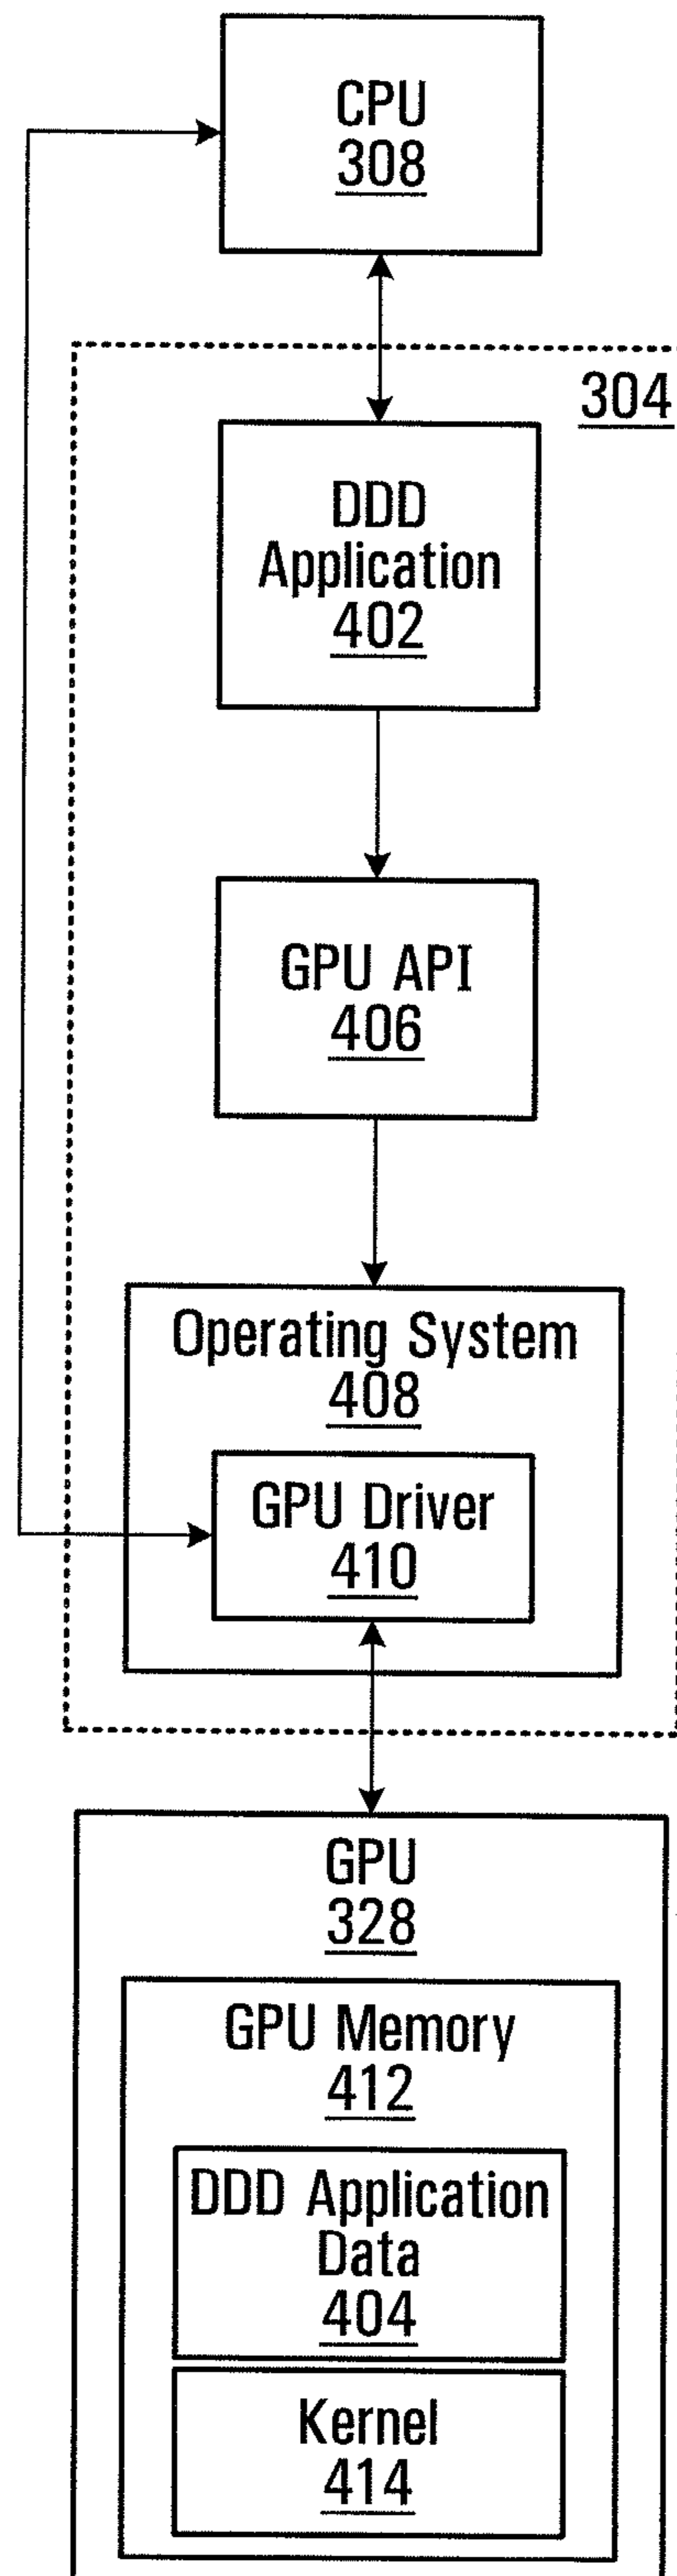 CPU
308
304
DDD
Application
402
GPU API
406
Operating System
408
GPU Driver
410
GPU
328
GPU Memory
412
DDD Application
Data
404
Kernel
414